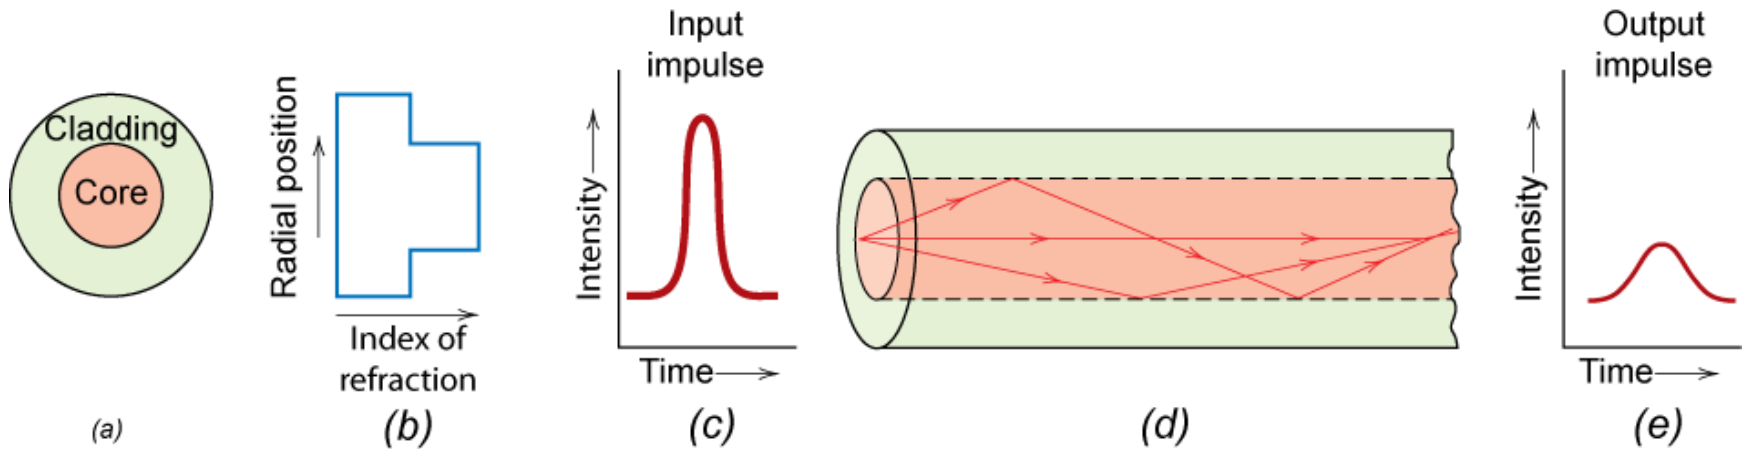 Cladding
Core
(a)
Radial position
Index of
refraction
(b)
Input
impulse
Intensity
Time
(c)
(d)
Output
impulse
Intensity
Time
(e)